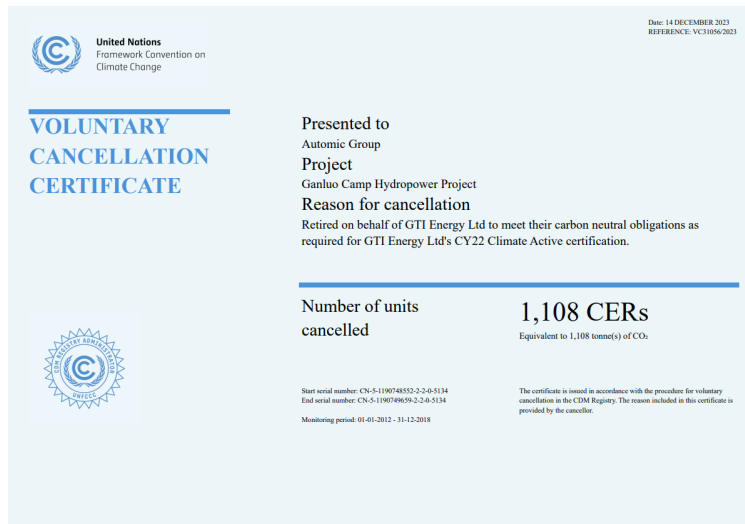 Date: 14 DECEMBER 2023
REFERENCE: VC31056/2023
United Nations
Framework Convention on
Climate Change
VOLUNTARY
CANCELLATION
CERTIFICATE
Presented to
Automic Group
Project
Ganluo Camp Hydropower Project
Reason for cancellation
Retired on behalf of GTI Energy Ltd to meet their carbon neutral obligations as
required for GTI Energy Ltd's CY22 Climate Active certification.
Number of units
cancelled
1,108 CERs
Equivalent to 1,108 tonne(s) of CO₂
CDM REGISTRY ADMINISTRATOR
UNFCCC
Start serial number: CN-5-1190748552-2-2-0-5134
End serial number: CN-5-1190749659-2-2-0-5134
Monitoring period: 01-01-2012 - 31-12-2018
The certificate is issued in accordance with the procedure for voluntary
cancellation in the CDM Registry. The reason included in this certificate is
provided by the cancellor.